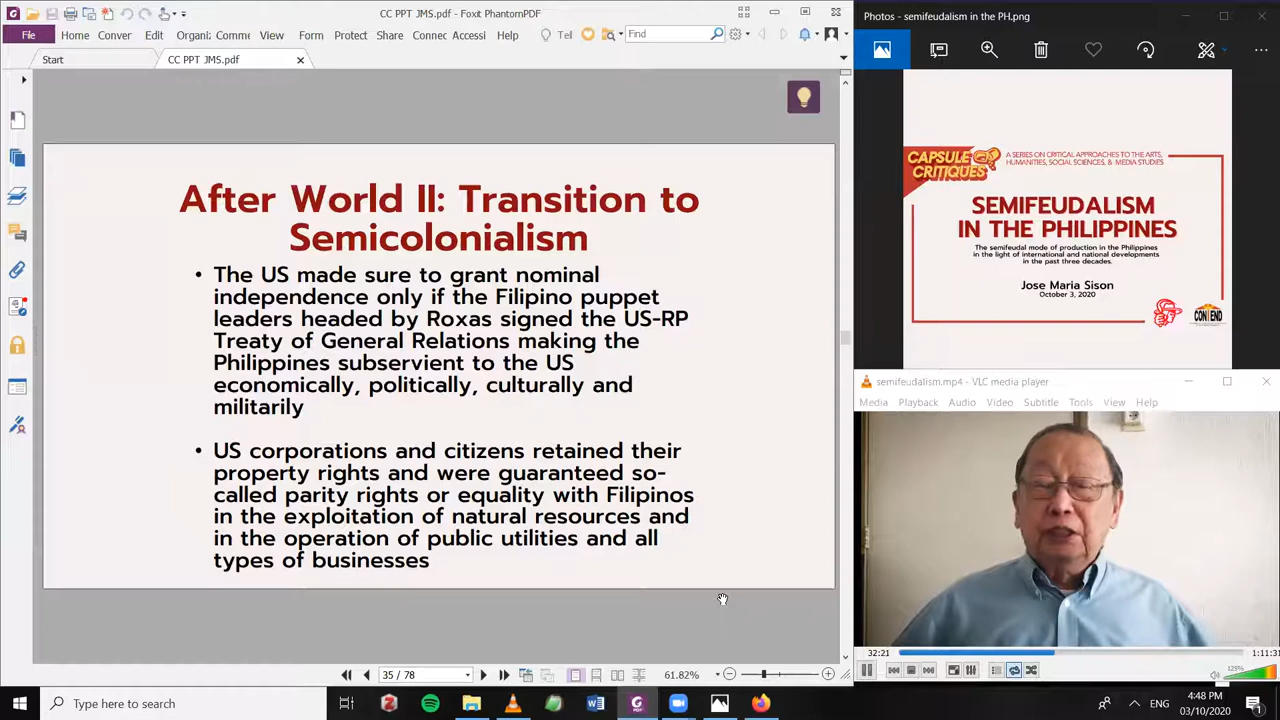 CC PPT JMS.pdf - Foxit PhantomPDF
File Home Conver Edit Organi: Comme View Form Protect Share Connec Accessi Help Tel Find
Start CC PPT JMS.pdf
After World II: Transition to
Semicolonialism
• The US made sure to grant nominal
independence only if the Filipino puppet
leaders headed by Roxas signed the US-RP
Treaty of General Relations making the
Philippines subservient to the US
economically, politically, culturally and
militarily
• US corporations and citizens retained their
property rights and were guaranteed so-
called parity rights or equality with Filipinos
in the exploitation of natural resources and
in the operation of public utilities and all
types of businesses
35 / 78 61.82%
Photos - semifeudalism in the PH.png
CAPSULE
CRITIQUES
A SERIES ON CRITICAL APPROACHES TO THE ARTS,
HUMANITIES, SOCIAL SCIENCES, & MEDIA STUDIES
SEMIFEUDALISM
IN THE PHILIPPINES
The semifeudal mode of production in the Philippines
in the light of international and national developments
in the past three decades.
Jose Maria Sison
October 3, 2020
CONTEND
semifeudalism.mp4 - VLC media player
Media Playback Audio Video Subtitle Tools View Help
32:21 1:11:31
125%
Type here to search
ENG
4:48 PM
03/10/2020